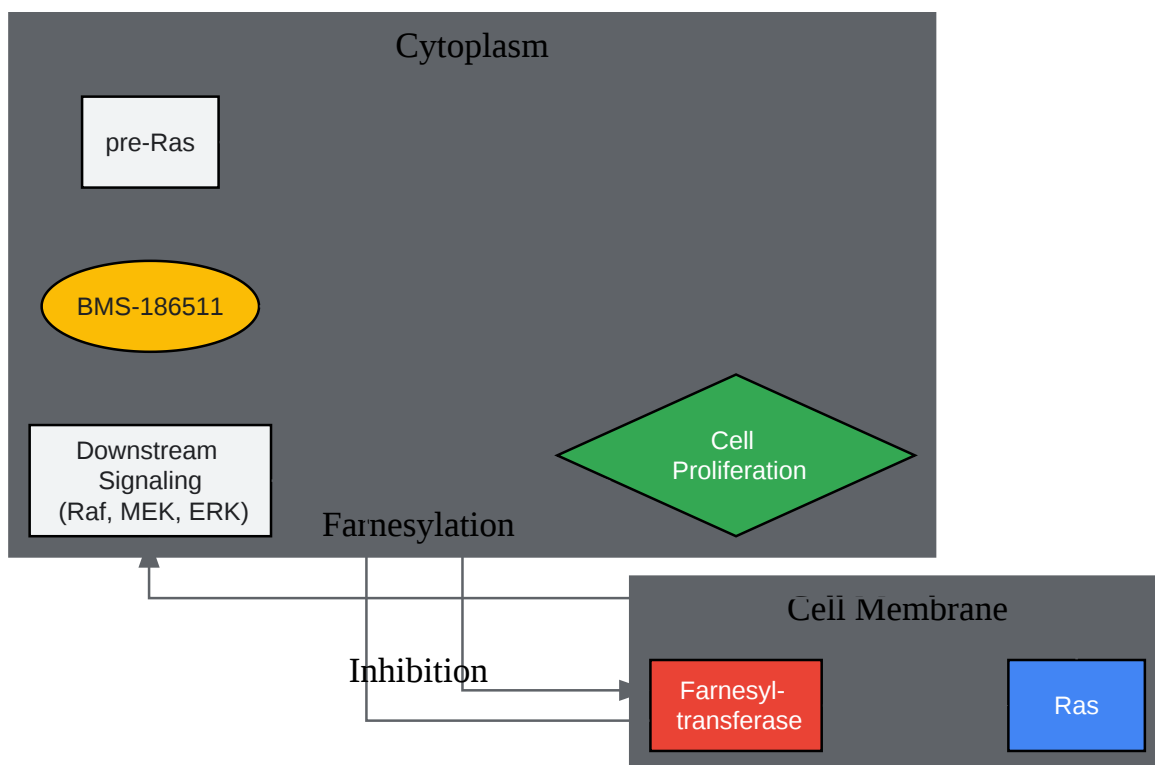 Cytoplasm
pre-Ras
BMS-186511
Downstream
Signaling
(Raf, MEK, ERK)
Cell
Proliferation
Farnesylation
Cell Membrane
Inhibition
Farnesyl-
transferase
Ras